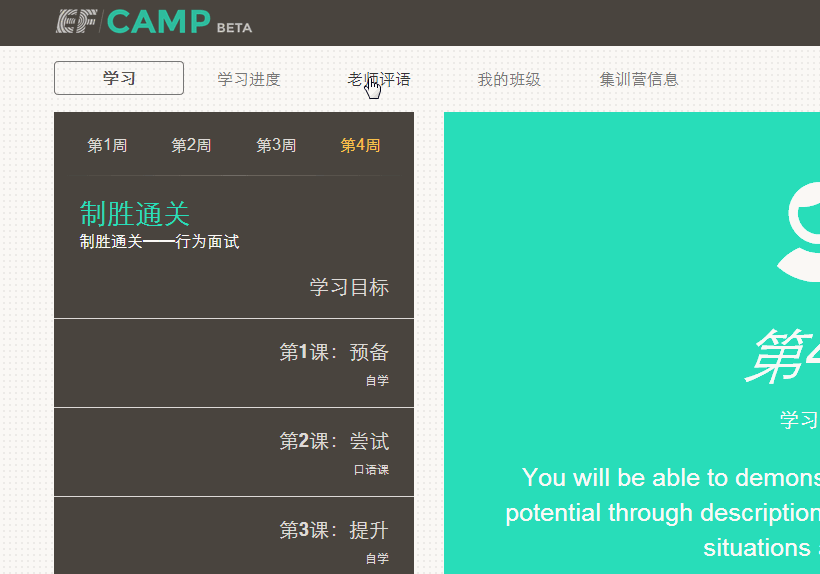 EF CAMP BETA
学习 学习进度 老师评语 我的班级 集训营信息
第1周 第2周 第3周 第4周
制胜通关
制胜通关——行为面试
学习目标
第1课：预备
自学
第2课：尝试
口语课
第3课：提升
自学
第4
学习
You will be able to demons
potential through description
situations a